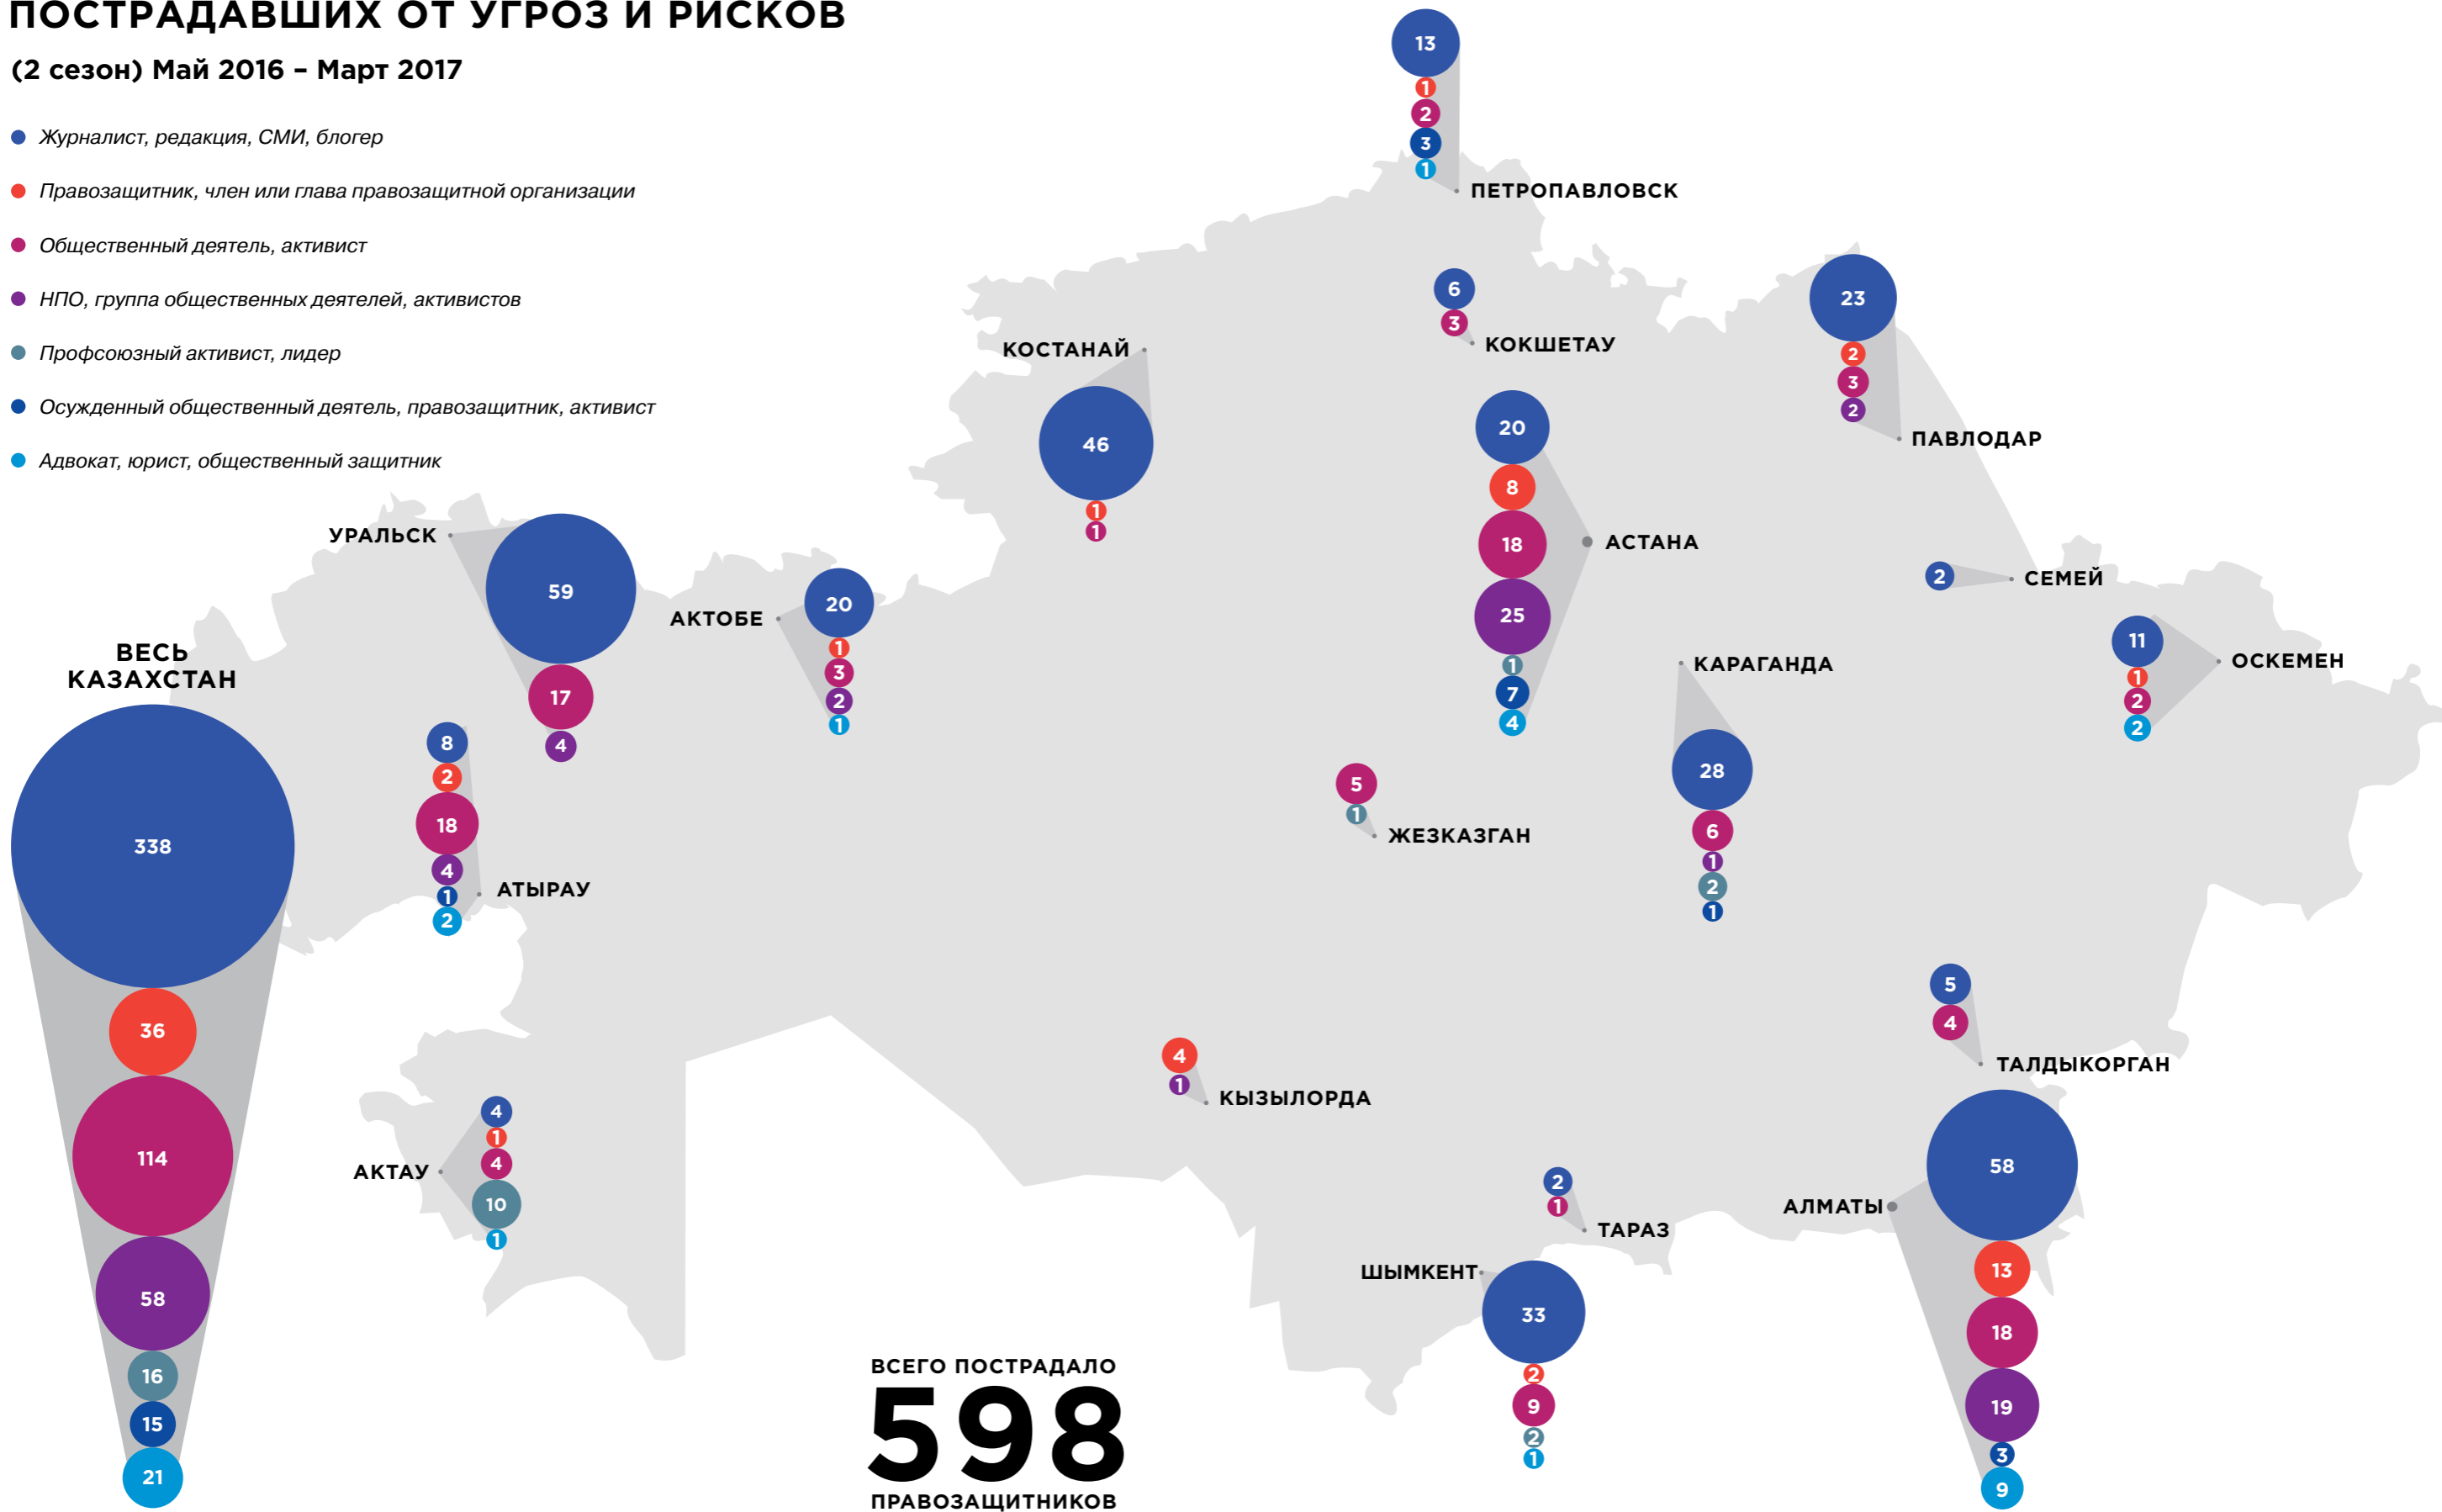 ПОСТРАДАВШИХ ОТ УГРОЗ И РИСКОВ
(2 сезон) Май 2016 – Март 2017
Журналист, редакция, СМИ, блогер
Правозащитник, член или глава правозащитной организации
Общественный деятель, активист
НПО, группа общественных деятелей, активистов
Профсоюзный активист, лидер
Осужденный общественный деятель, правозащитник, активист
Адвокат, юрист, общественный защитник
13
1
2
3
1
ПЕТРОПАВЛОВСК
6
3
КОКШЕТАУ
23
2
3
2
ПАВЛОДАР
КОСТАНАЙ
46
1
1
20
8
18
25
1
7
4
АСТАНА
УРАЛЬСК
59
17
4
АКТОБЕ
20
1
3
2
1
2
СЕМЕЙ
11
1
2
2
ОСКЕМЕН
КАРАГАНДА
28
6
1
2
1
ВЕСЬ
КАЗАХСТАН
338
36
114
58
16
15
21
8
2
18
4
1
2
АТЫРАУ
5
1
ЖЕЗКАЗГАН
5
4
ТАЛДЫКОРГАН
4
1
КЫЗЫЛОРДА
АКТАУ
4
1
4
10
1
2
1
ТАРАЗ
АЛМАТЫ
58
13
18
19
3
9
ШЫМКЕНТ
33
2
9
2
1
ВСЕГО ПОСТРАДАЛО
598
ПРАВОЗАЩИТНИКОВ